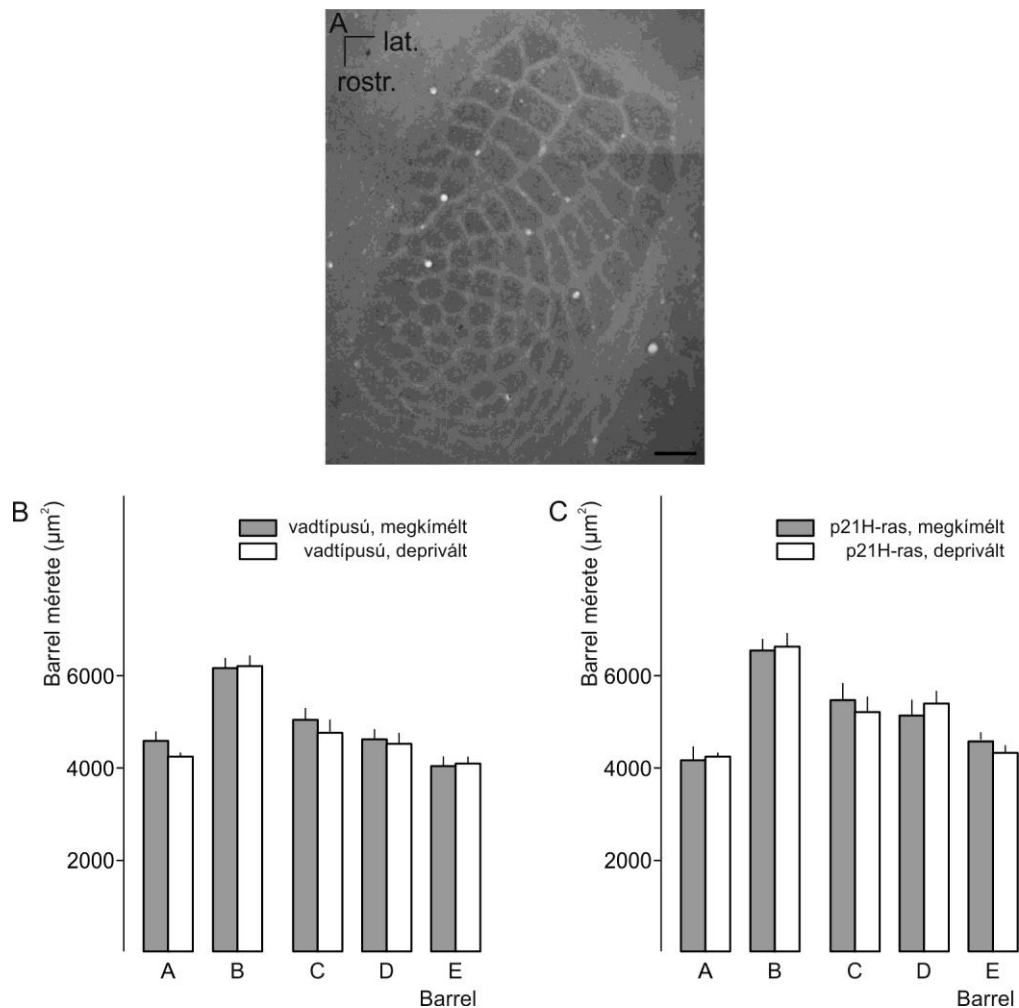 A
lat.
rostr.
B
Barrel mérete (µm²)
vadtípusú, megkímélt
vadtípusú, deprivált
6000
4000
2000
A B C D E
Barrel
C
Barrel mérete (µm²)
p21H-ras, megkímélt
p21H-ras, deprivált
6000
4000
2000
A B C D E
Barrel